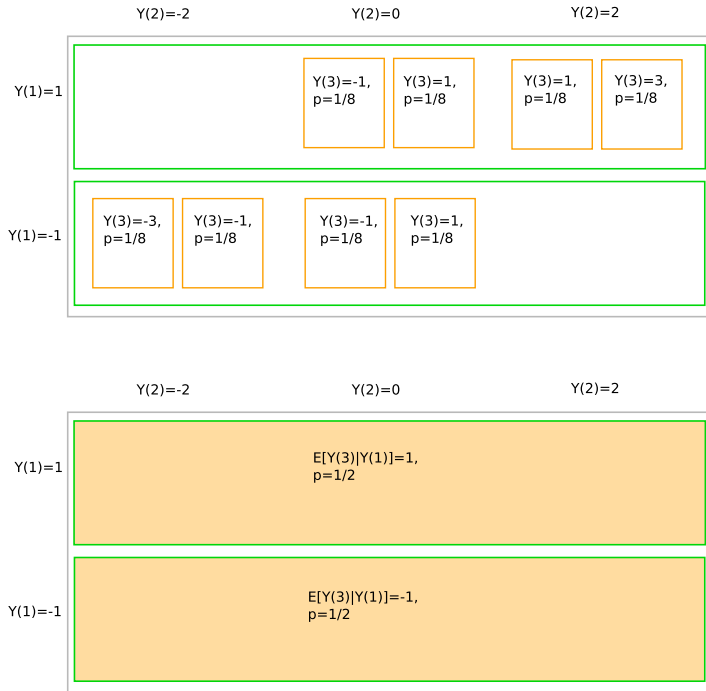 Y(2)=-2 Y(2)=0 Y(2)=2
Y(1)=1
Y(3)=-1,
p=1/8
Y(3)=1,
p=1/8
Y(3)=1,
p=1/8
Y(3)=3,
p=1/8
Y(1)=-1
Y(3)=-3,
p=1/8
Y(3)=-1,
p=1/8
Y(3)=-1,
p=1/8
Y(3)=1,
p=1/8
Y(2)=-2 Y(2)=0 Y(2)=2
Y(1)=1
E[Y(3)|Y(1)]=1,
p=1/2
Y(1)=-1
E[Y(3)|Y(1)]=-1,
p=1/2